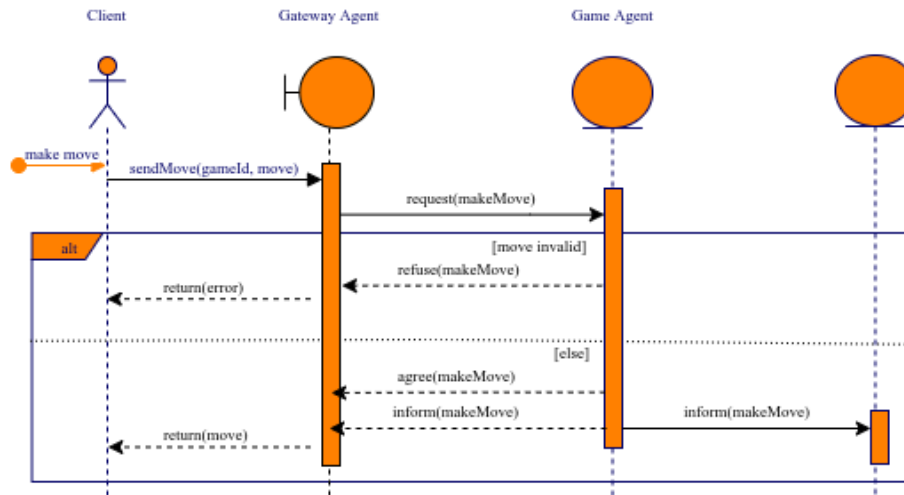 Client
Gateway Agent
Game Agent
make move
sendMove(gameId, move)
request(makeMove)
alt
[move invalid]
refuse(makeMove)
return(error)
[else]
agree(makeMove)
inform(makeMove)
inform(makeMove)
return(move)